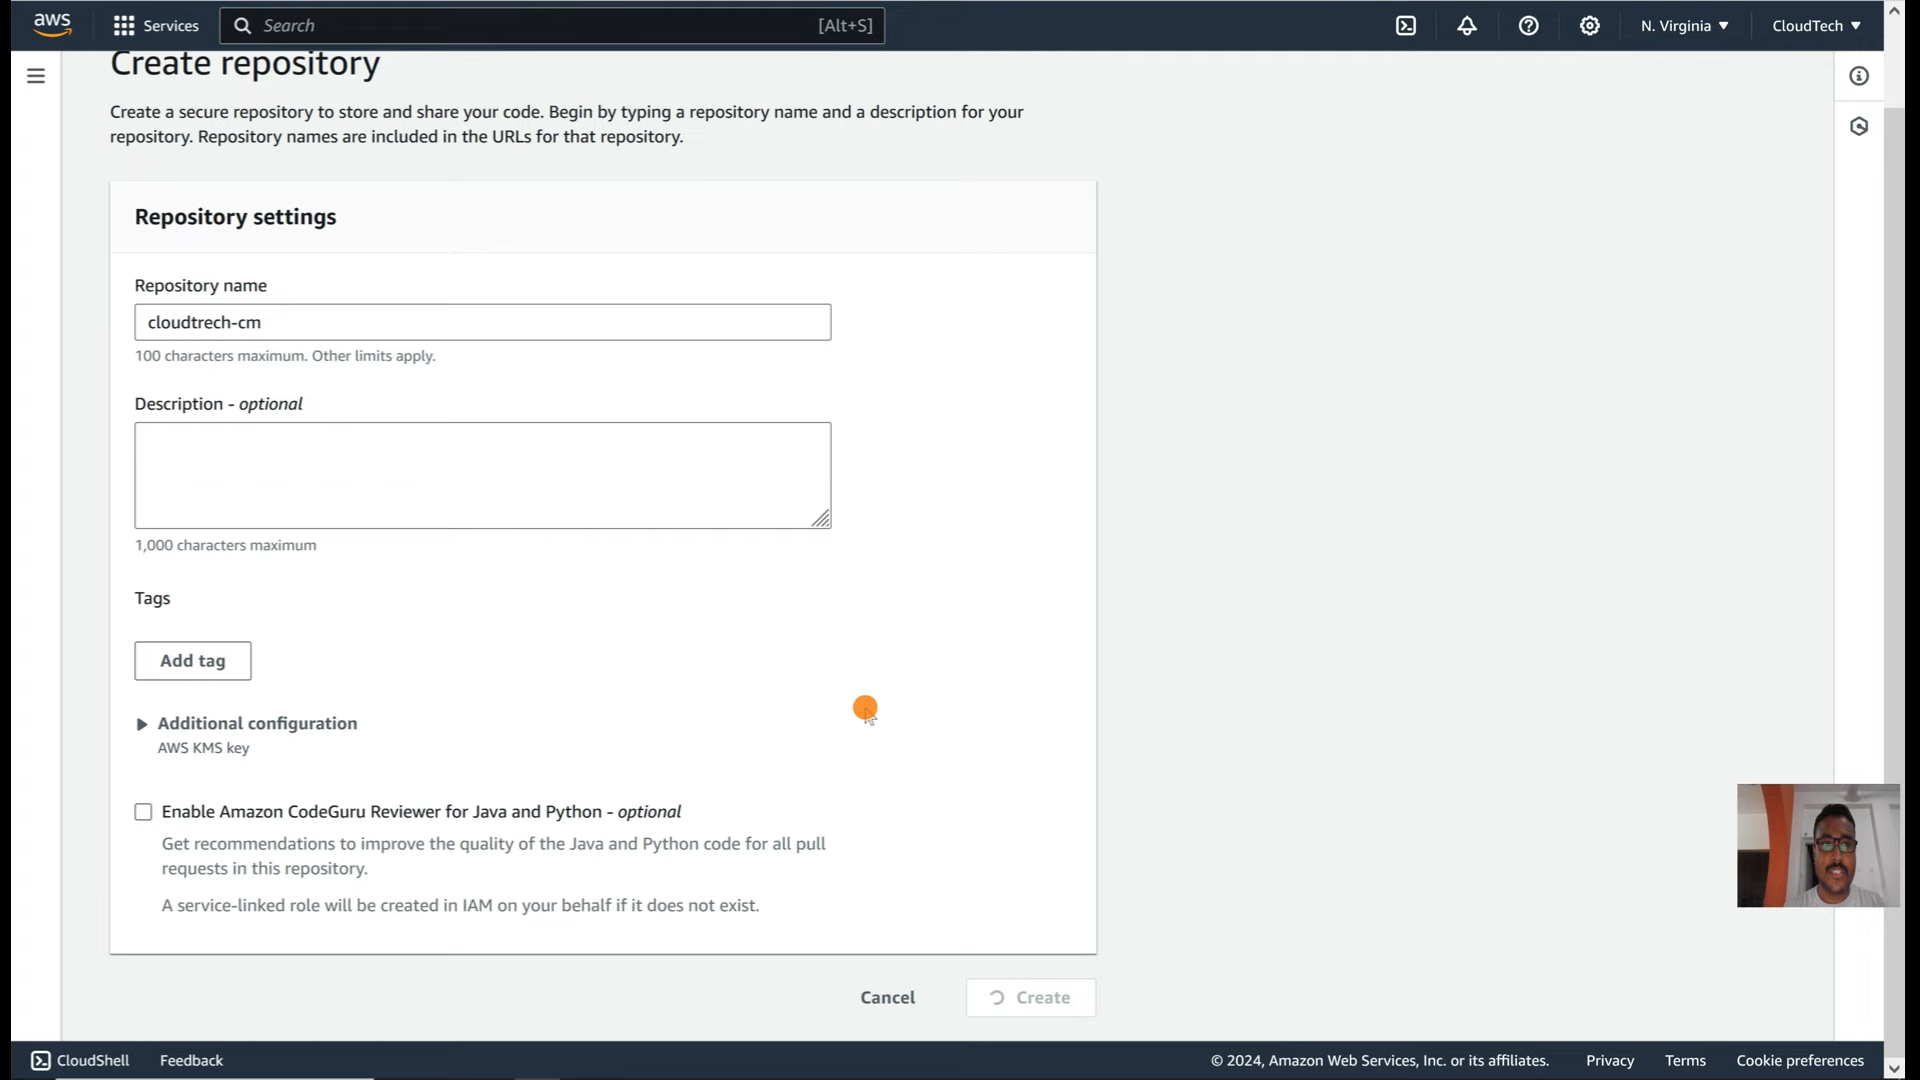 aws
Services
Search
[Alt+S]
N. Virginia
CloudTech
Create repository
Create a secure repository to store and share your code. Begin by typing a repository name and a description for your
repository. Repository names are included in the URLs for that repository.
Repository settings
Repository name
cloudtrech-cm
100 characters maximum. Other limits apply.
Description - optional
1,000 characters maximum
Tags
Add tag
Additional configuration
AWS KMS key
Enable Amazon CodeGuru Reviewer for Java and Python - optional
Get recommendations to improve the quality of the Java and Python code for all pull
requests in this repository.
A service-linked role will be created in IAM on your behalf if it does not exist.
Cancel
Create
CloudShell
Feedback
© 2024, Amazon Web Services, Inc. or its affiliates.
Privacy
Terms
Cookie preferences